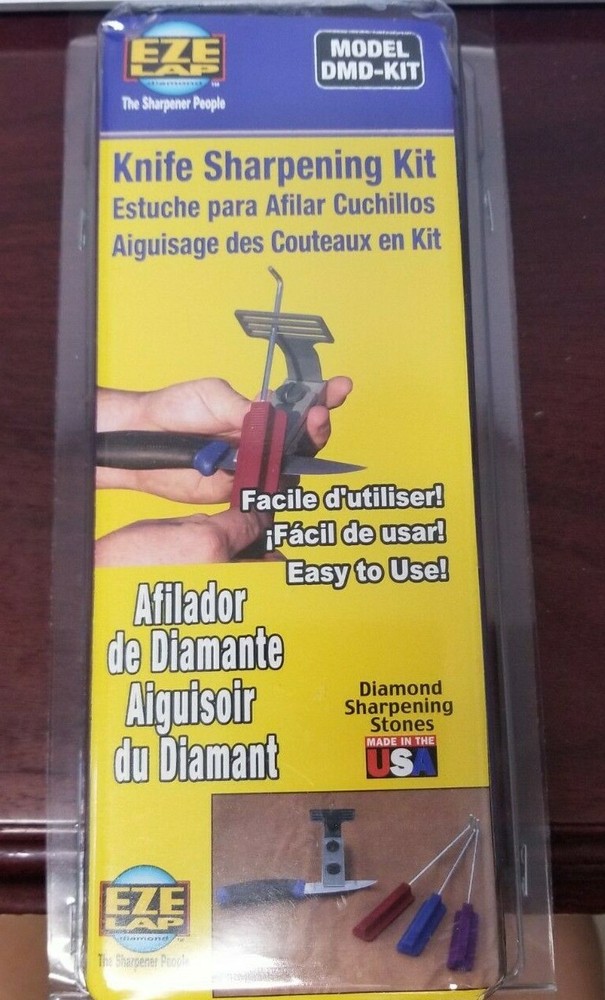 EZE
LAP
diamond™
The Sharpener People
MODEL
DMD-KIT
Knife Sharpening Kit
Estuche para Afilar Cuchillos
Aiguisage des Couteaux en Kit
Facile d'utiliser!
¡Fácil de usar!
Easy to Use!
Afilador
de Diamante
Aiguisoir
du Diamant
Diamond
Sharpening
Stones
MADE IN THE
USA
EZE
LAP
diamond™
The Sharpener People